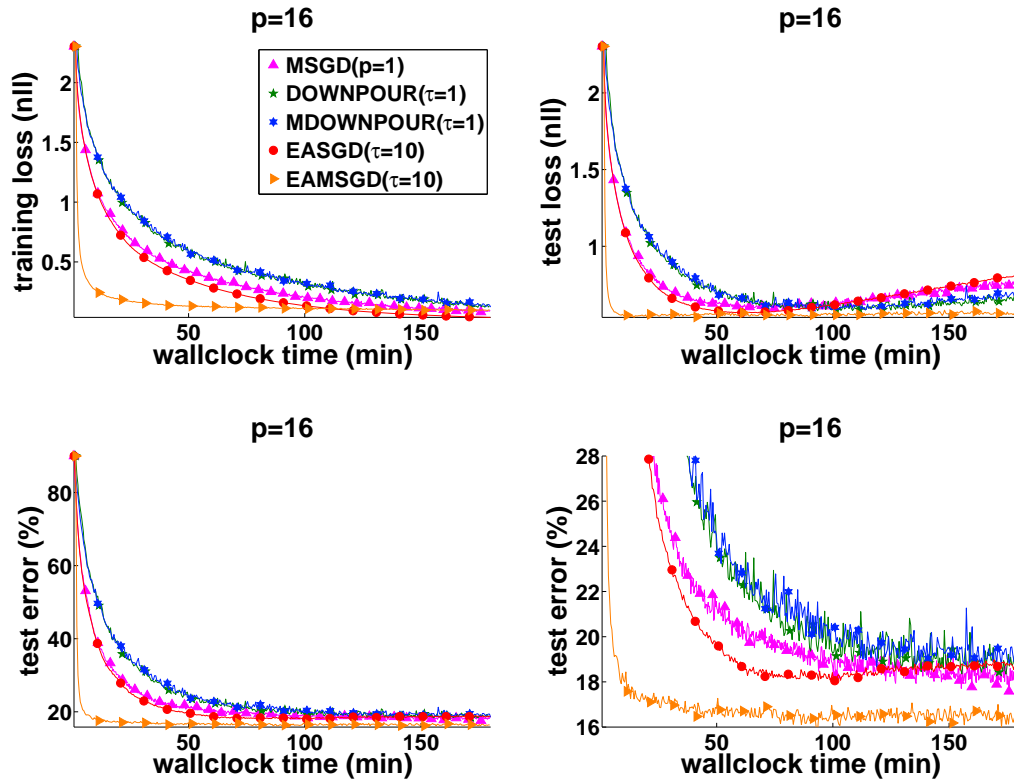 p=16
training loss (nll)
2
1.5
1
0.5
50
100
150
wallclock time (min)
MSGD(p=1)
DOWNPOUR(τ=1)
MDOWNPOUR(τ=1)
EASGD(τ=10)
EAMSGD(τ=10)
p=16
test loss (nll)
2
1.5
1
50
100
150
wallclock time (min)
p=16
test error (%)
80
60
40
20
50
100
150
wallclock time (min)
p=16
test error (%)
28
26
24
22
20
18
16
50
100
150
wallclock time (min)